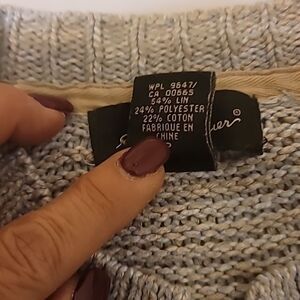 WPL 9647/
CA 00665
54% LIN
24% POLYESTER
22% COTON
FABRIQUE EN
CHINE